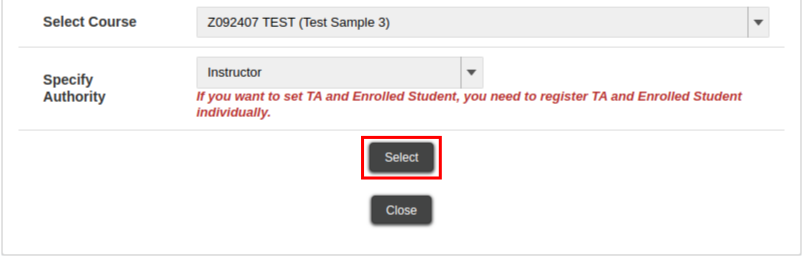 Select Course
Z092407 TEST (Test Sample 3)
Specify
Authority
Instructor
If you want to set TA and Enrolled Student, you need to register TA and Enrolled Student
individually.
Select
Close